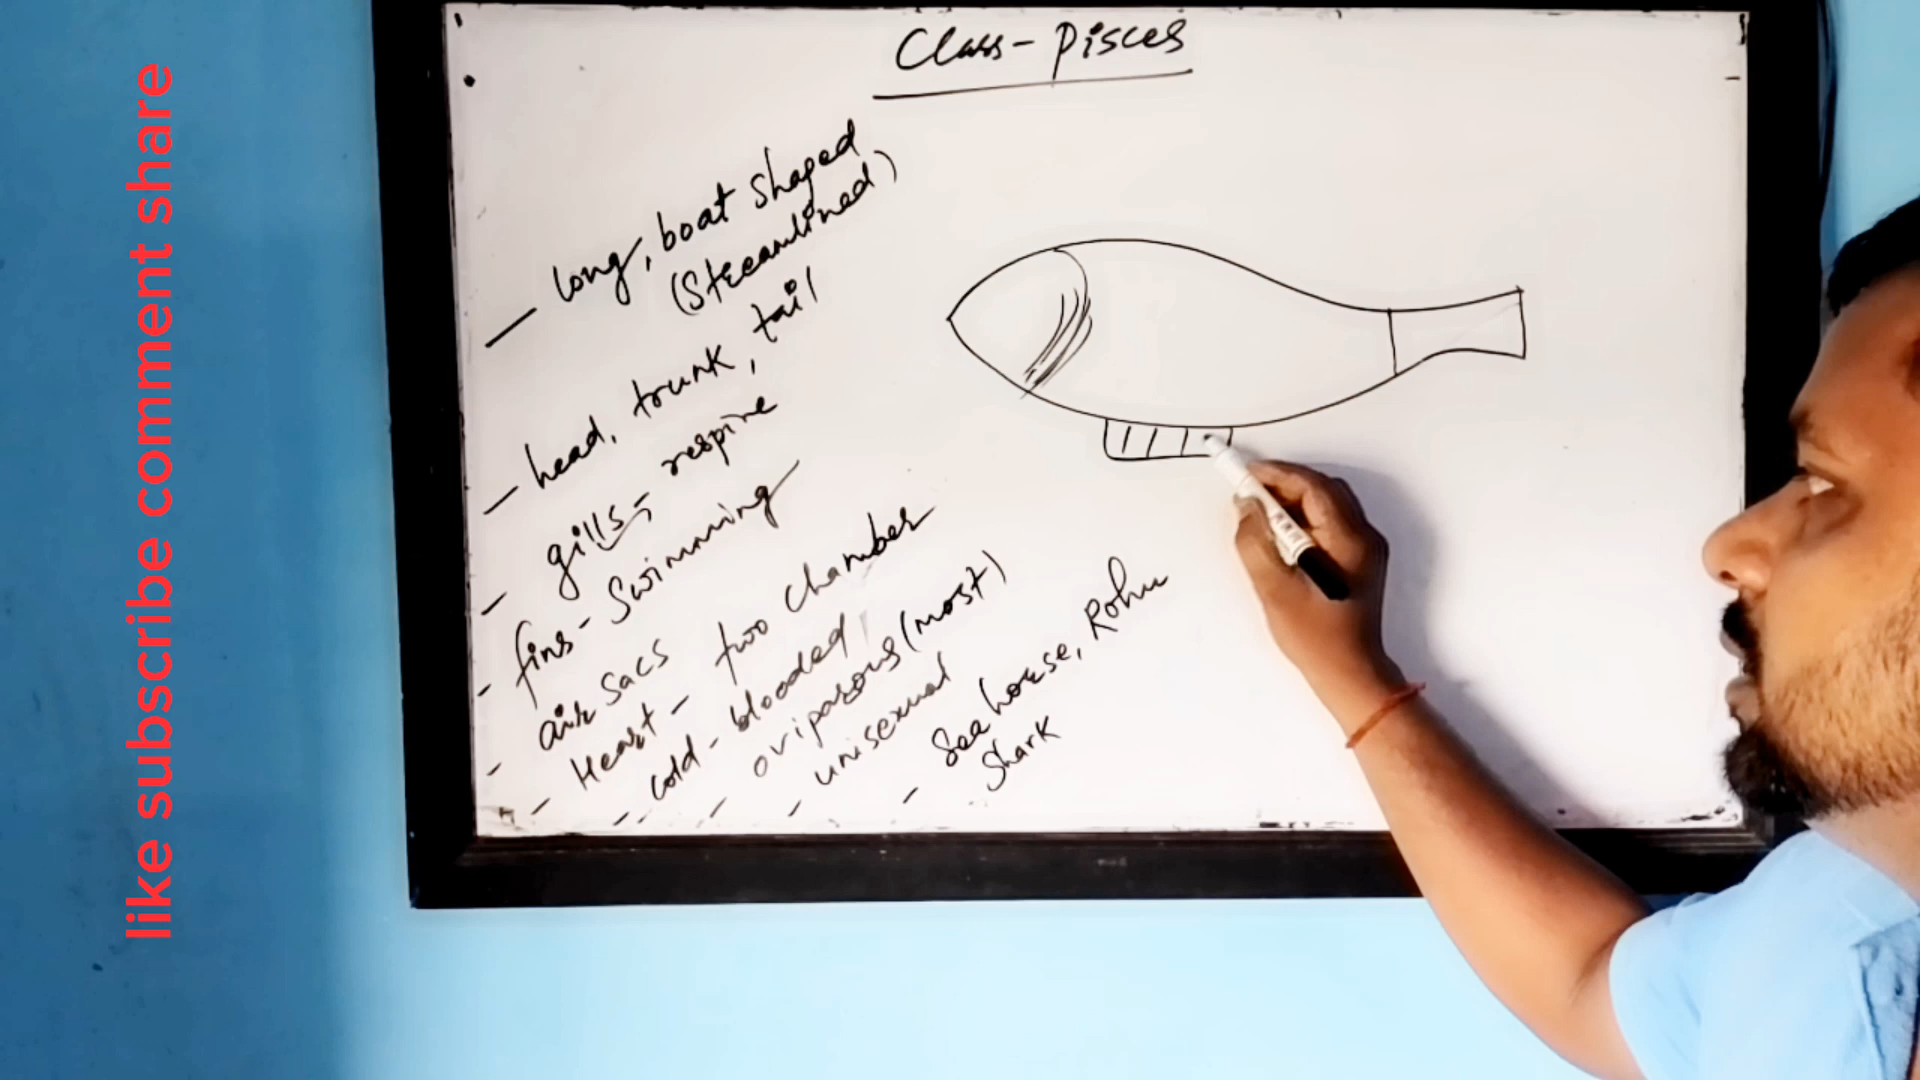 Class - Pisces
like subscribe comment share
- long, boat shaped
(Streamlined)
- head, trunk, tail
- gills - respire
- fins - Swimming
- air sacs
- Heart - two chamber
- cold - blooded
- oviparous (most)
- unisexual
- Sea horse, Rohu
Shark